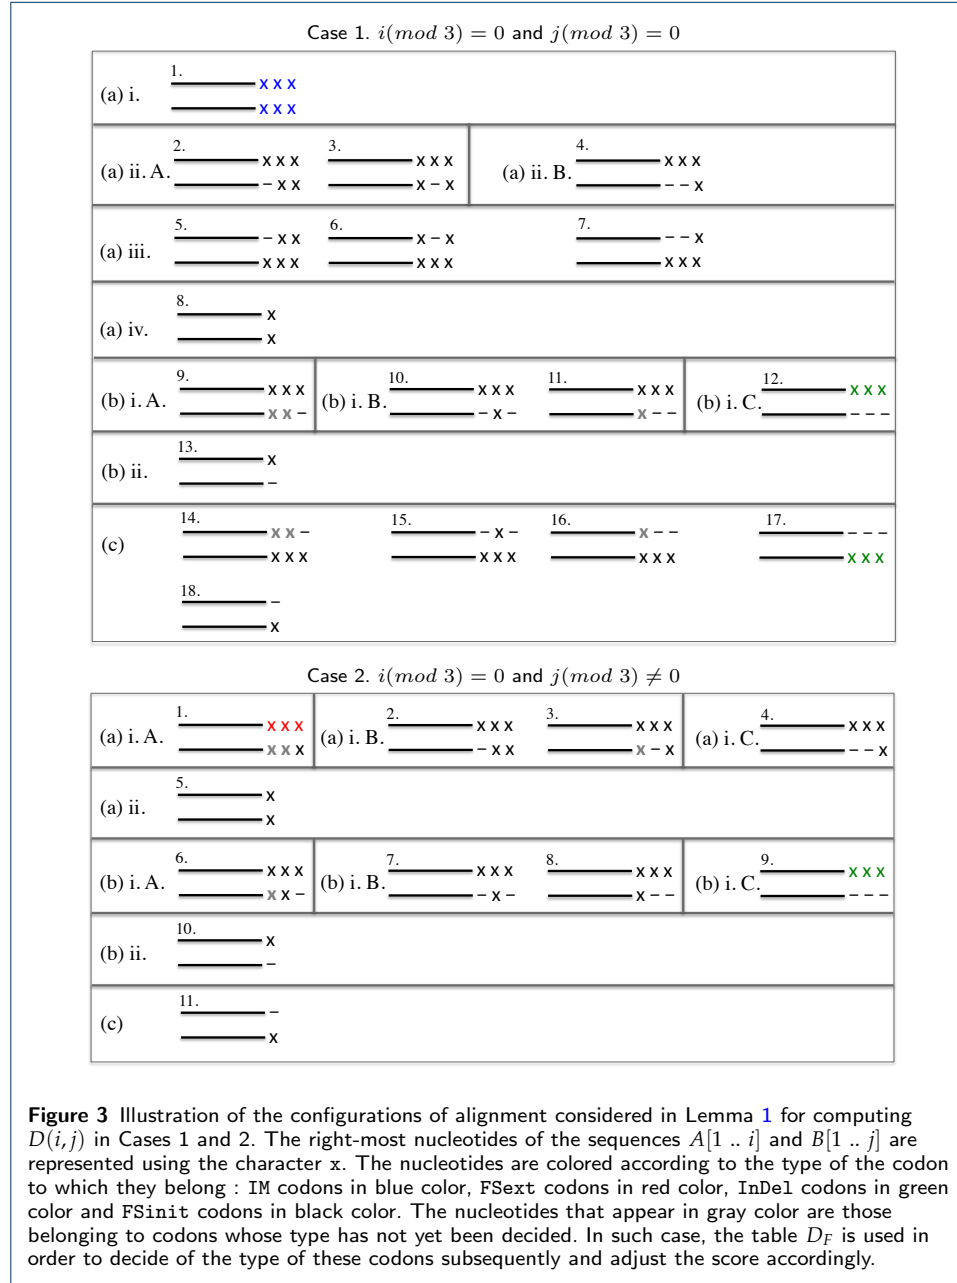 Case 1. i(mod 3) = 0 and j(mod 3) = 0
1.
(a) i. x x x
x x x
2. 3. 4.
(a) ii. A. x x x x x x (a) ii. B. x x x
– x x x – x – – x
5. 6. 7.
(a) iii. – x x x – x – – x
x x x x x x x x x
8.
(a) iv. x
x
9. 10. 11. 12.
(b) i. A. x x x (b) i. B. x x x x x x (b) i. C. x x x
x x – – x – x – – – – –
13.
(b) ii. x
–
14. 15. 16. 17.
(c) x x – – x – x – – – – –
x x x x x x x x x x x x
18.
–
x
Case 2. i(mod 3) = 0 and j(mod 3) ≠ 0
1. 2. 3. 4.
(a) i. A. x x x (a) i. B. x x x x x x (a) i. C. x x x
x x x – x x x – x – – x
5.
(a) ii. x
x
6. 7. 8. 9.
(b) i. A. x x x (b) i. B. x x x x x x (b) i. C. x x x
x x – – x – x – – – – –
10.
(b) ii. x
–
11.
(c) –
x
Figure 3 Illustration of the configurations of alignment considered in Lemma 1 for computing
D(i, j) in Cases 1 and 2. The right-most nucleotides of the sequences A[1 .. i] and B[1 .. j] are
represented using the character x. The nucleotides are colored according to the type of the codon
to which they belong : IM codons in blue color, FSext codons in red color, InDel codons in green
color and FSinit codons in black color. The nucleotides that appear in gray color are those
belonging to codons whose type has not yet been decided. In such case, the table D_F is used in
order to decide of the type of these codons subsequently and adjust the score accordingly.